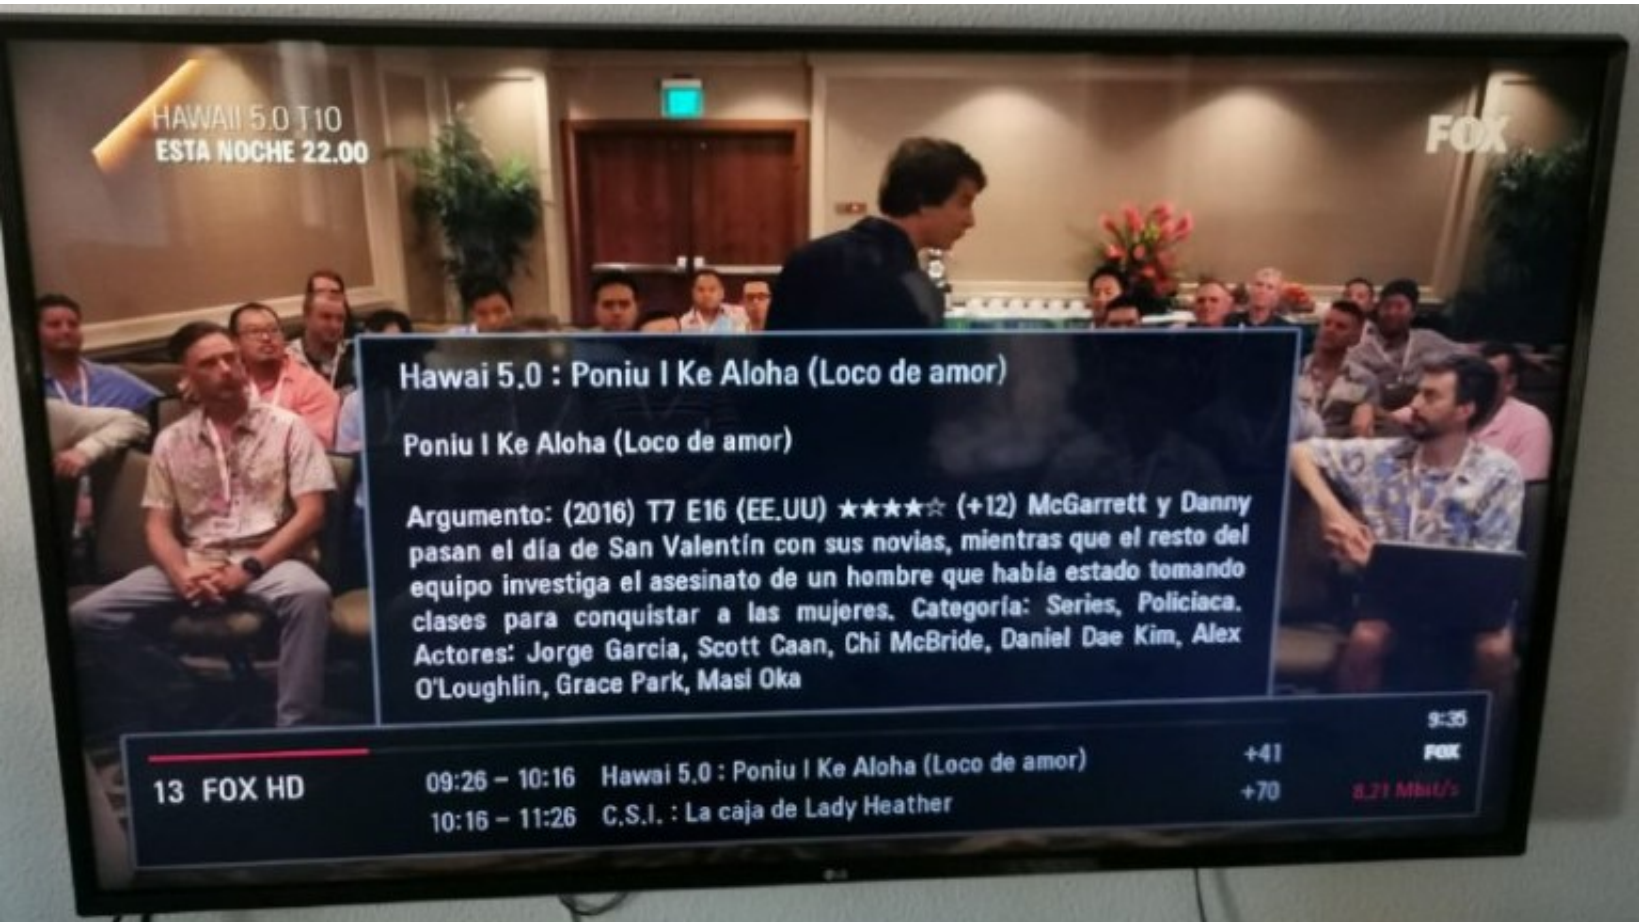 HAWAII 5.0 T10
ESTA NOCHE 22.00
FOX
Hawai 5.0 : Poniu I Ke Aloha (Loco de amor)
Poniu I Ke Aloha (Loco de amor)
Argumento: (2016) T7 E16 (EE.UU) ★★★★☆ (+12) McGarrett y Danny
pasan el día de San Valentín con sus novias, mientras que el resto del
equipo investiga el asesinato de un hombre que había estado tomando
clases para conquistar a las mujeres. Categoría: Series, Policiaca.
Actores: Jorge Garcia, Scott Caan, Chi McBride, Daniel Dae Kim, Alex
O'Loughlin, Grace Park, Masi Oka
9:35
13 FOX HD
09:26 – 10:16 Hawai 5.0 : Poniu I Ke Aloha (Loco de amor) +41 FOX
10:16 – 11:26 C.S.I. : La caja de Lady Heather +70 8.21 Mbit/s
LG